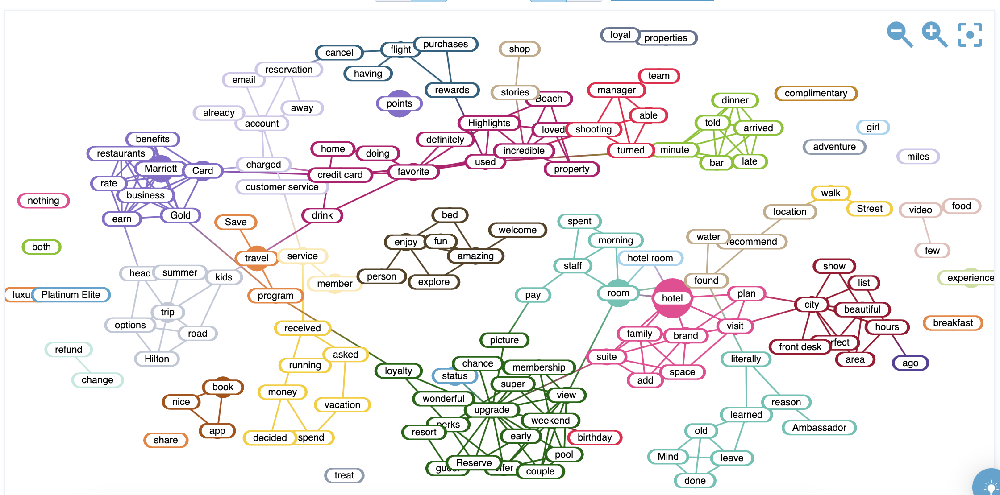 loyal
properties
purchases
flight
cancel
shop
reservation
having
email
team
rewards
manager
stories
complimentary
Beach
dinner
points
away
already
able
account
Highlights
told
arrived
girl
loved
shooting
benefits
definitely
adventure
home
doing
incredible
turned
minute
restaurants
miles
used
bar
late
charged
Marriott
Card
credit card
favorite
property
rate
customer service
walk
business
nothing
food
Street
video
location
bed
drink
Gold
earn
Save
spent
welcome
water
recommend
morning
enjoy
fun
both
few
service
amazing
travel
hotel room
staff
show
head
summer
kids
person
explore
experience
found
list
member
Platinum Elite
program
pay
room
hotel
plan
city
beautiful
trip
breakfast
options
visit
hours
received
road
family
brand
picture
front desk
refund
asked
suite
Hilton
literally
area
ago
chance
running
membership
loyalty
space
status
change
add
super
book
money
view
wonderful
nice
reason
vacation
upgrade
learned
weekend
perks
Ambassador
app
old
resort
early
decided
spend
birthday
share
pool
Mind
leave
Reserve
couple
treat
done